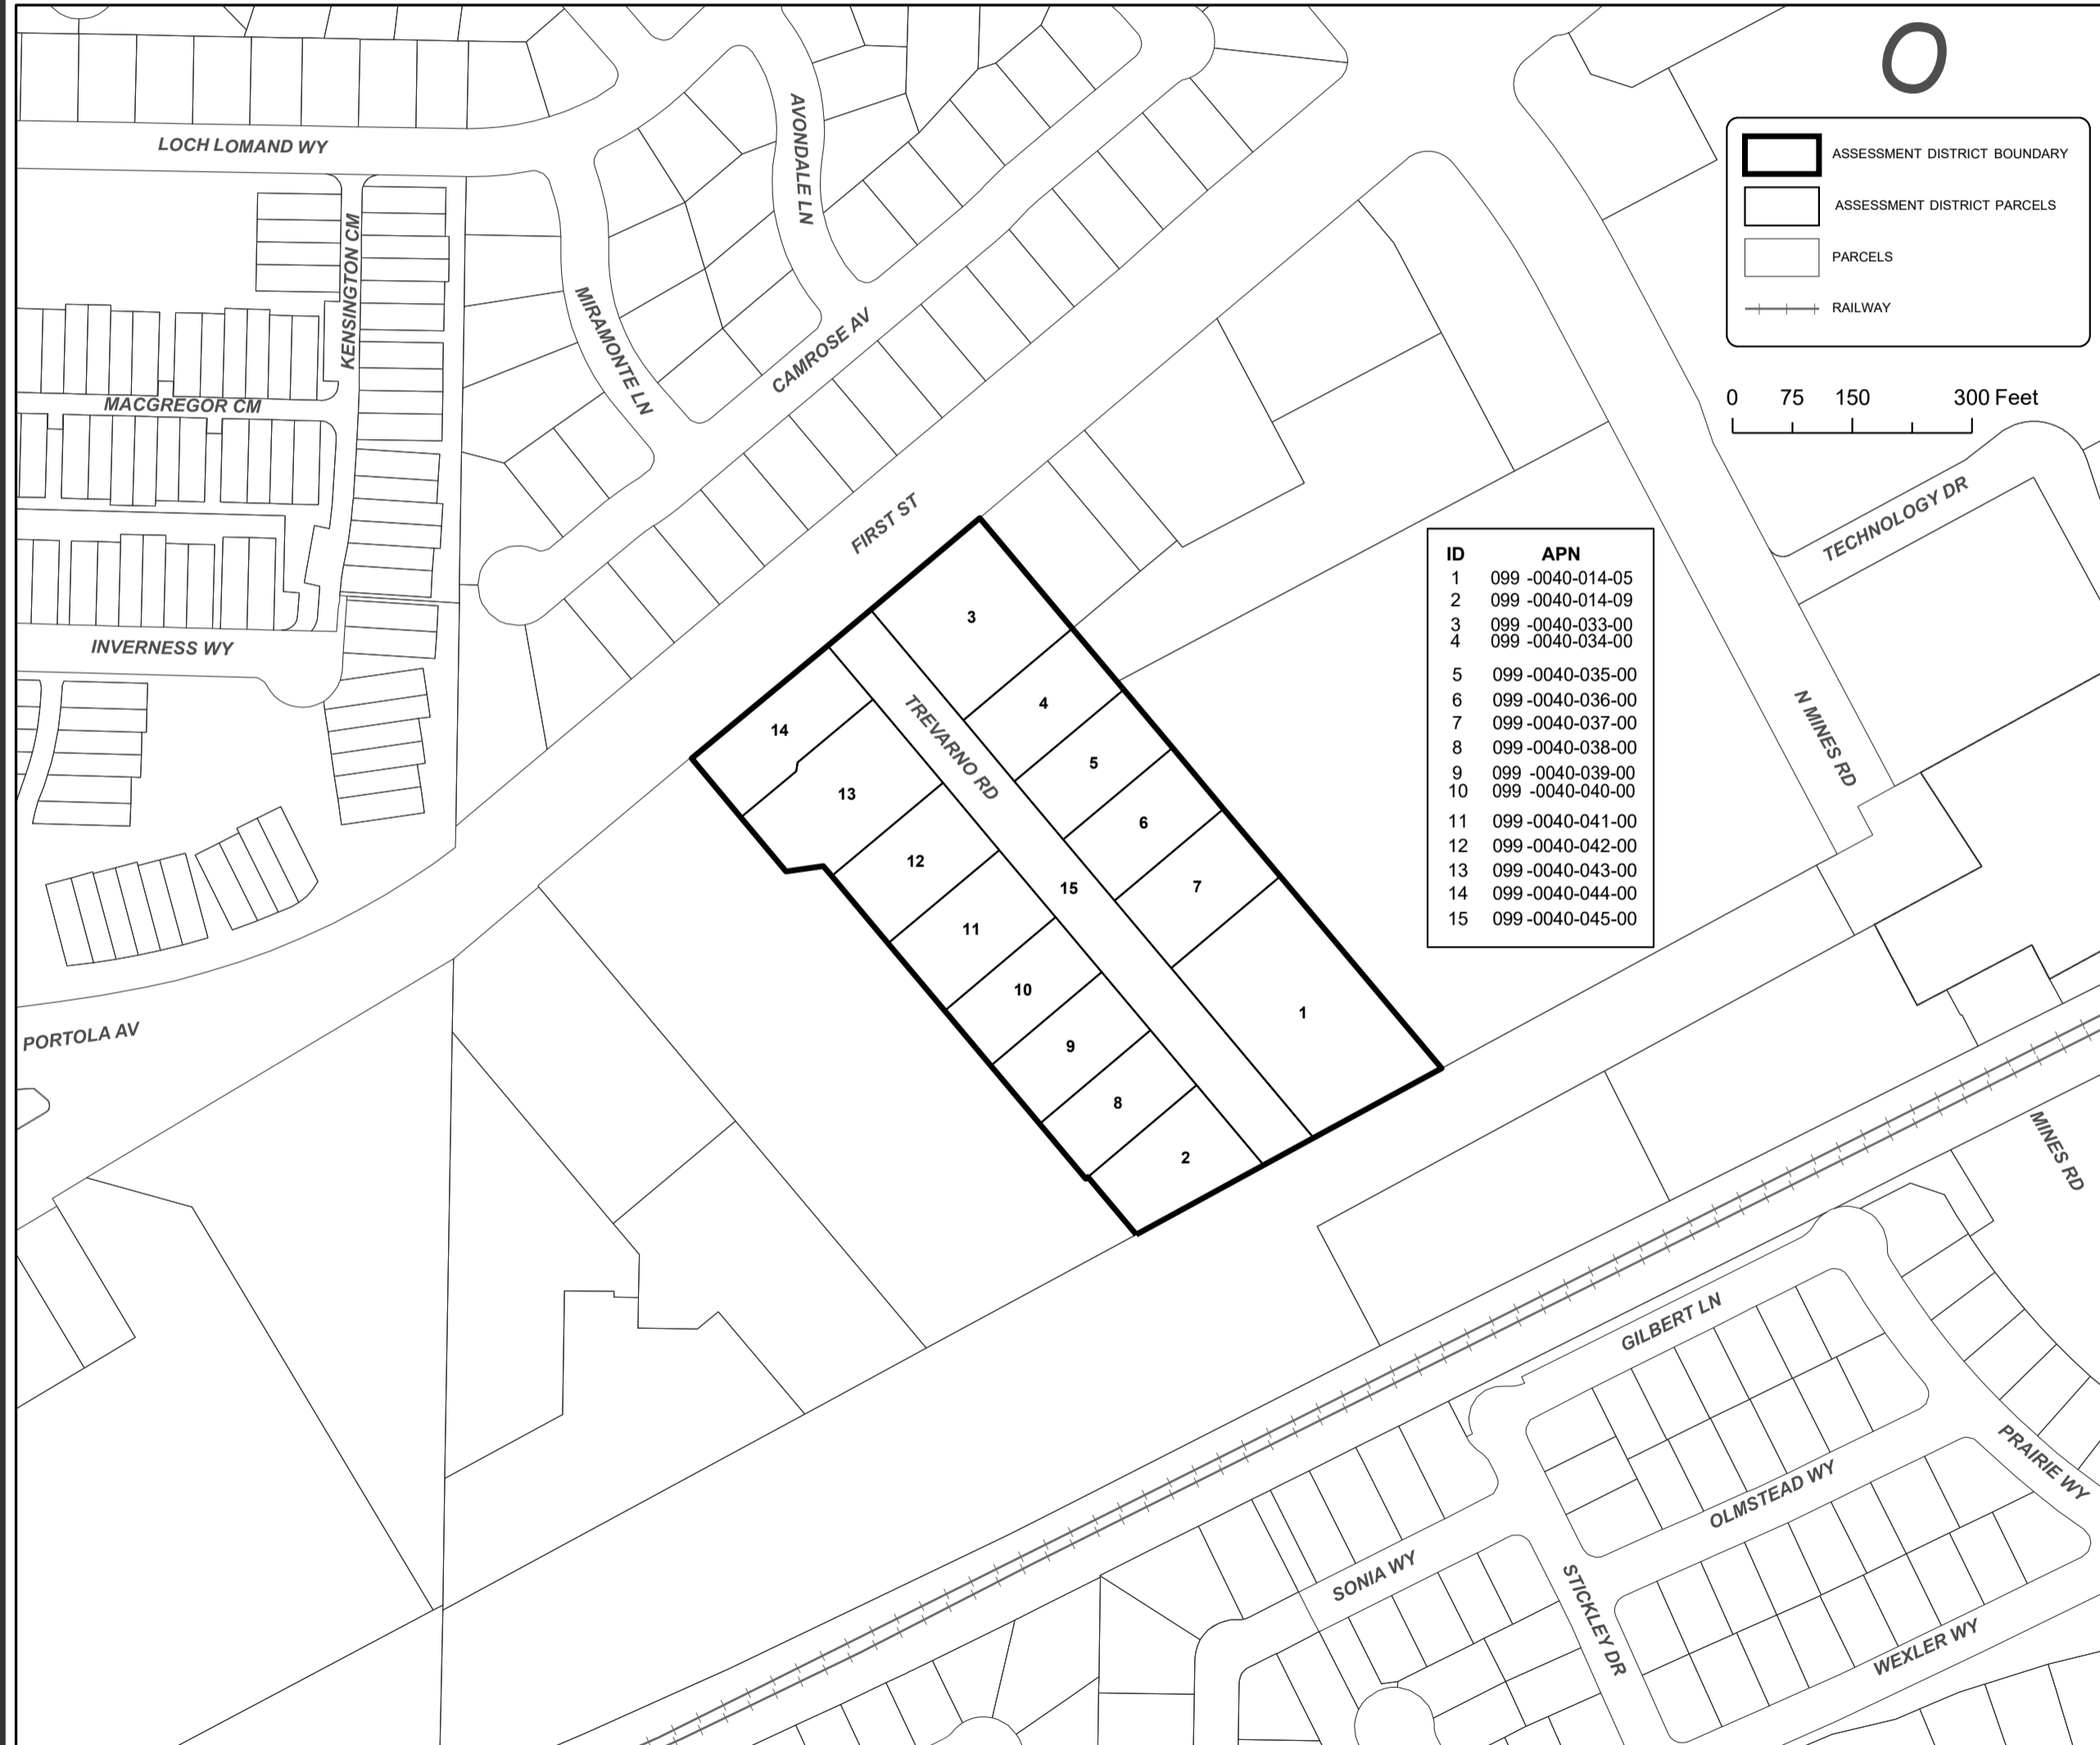 O
ASSESSMENT DISTRICT BOUNDARY
ASSESSMENT DISTRICT PARCELS
PARCELS
RAILWAY
0 75 150 300 Feet
LOCH LOMAND WY
AVONDALE LN
KENSINGTON CM
MIRAMONTE LN
CAMROSE AV
MACGREGOR CM
FIRST ST
TECHNOLOGY DR
INVERNESS WY
TREVARNO RD
N MINES RD
PORTOLA AV
3
4
14
5
13
6
12
15
7
11
10
1
9
8
2
ID APN
1 099 -0040-014-05
2 099 -0040-014-09
3 099 -0040-033-00
4 099 -0040-034-00
5 099 -0040-035-00
6 099 -0040-036-00
7 099 -0040-037-00
8 099 -0040-038-00
9 099 -0040-039-00
10 099 -0040-040-00
11 099 -0040-041-00
12 099 -0040-042-00
13 099 -0040-043-00
14 099 -0040-044-00
15 099 -0040-045-00
MINES RD
GILBERT LN
PRAIRIE WY
OLMSTEAD WY
SONIA WY
STICKLEY DR
WEXLER WY